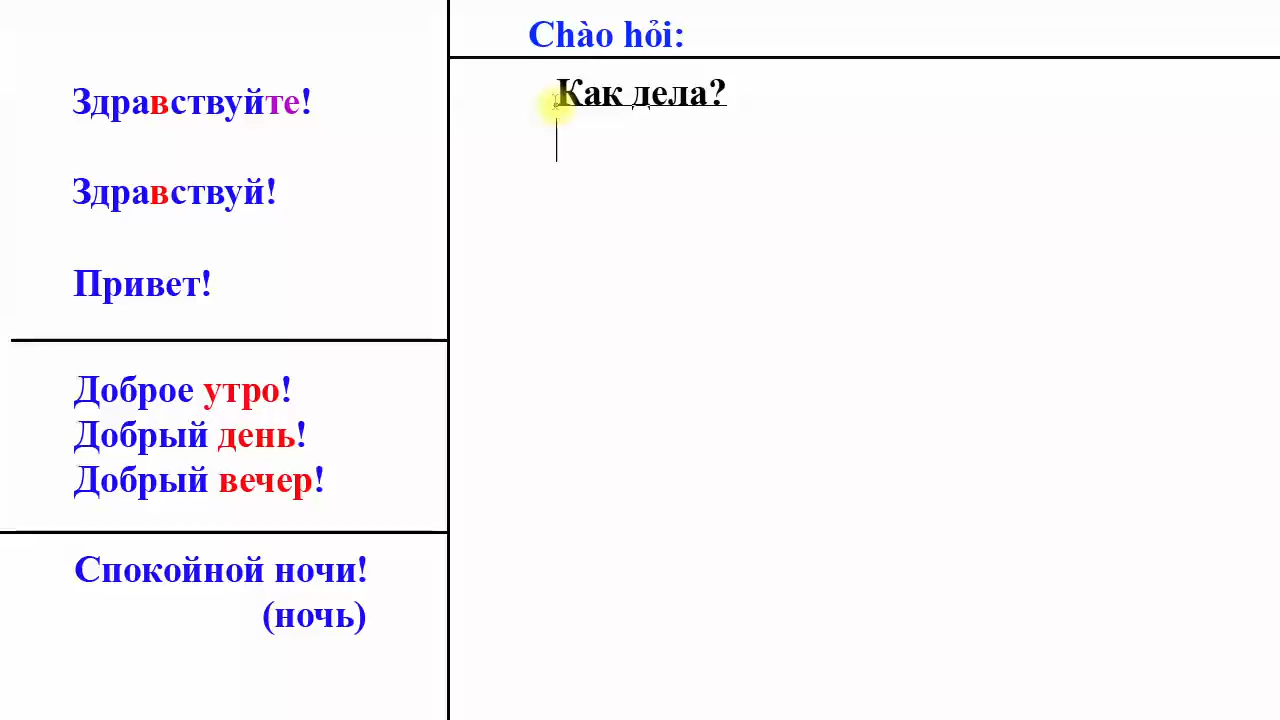 Здравствуйте!
Здравствуй!
Привет!
Доброе утро!
Добрый день!
Добрый вечер!
Спокойной ночи!
(ночь)
Chào hỏi:
Как дела?